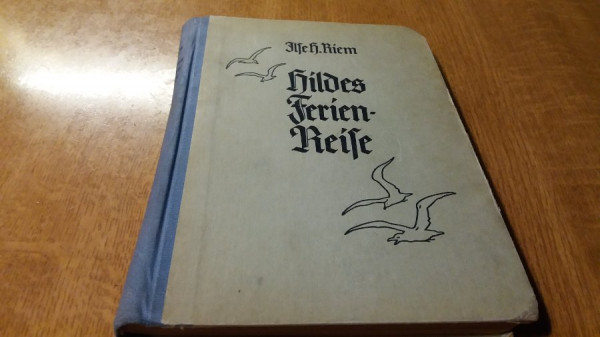 Ilſe H. Riem
Hildes
Ferien-
Reiſe